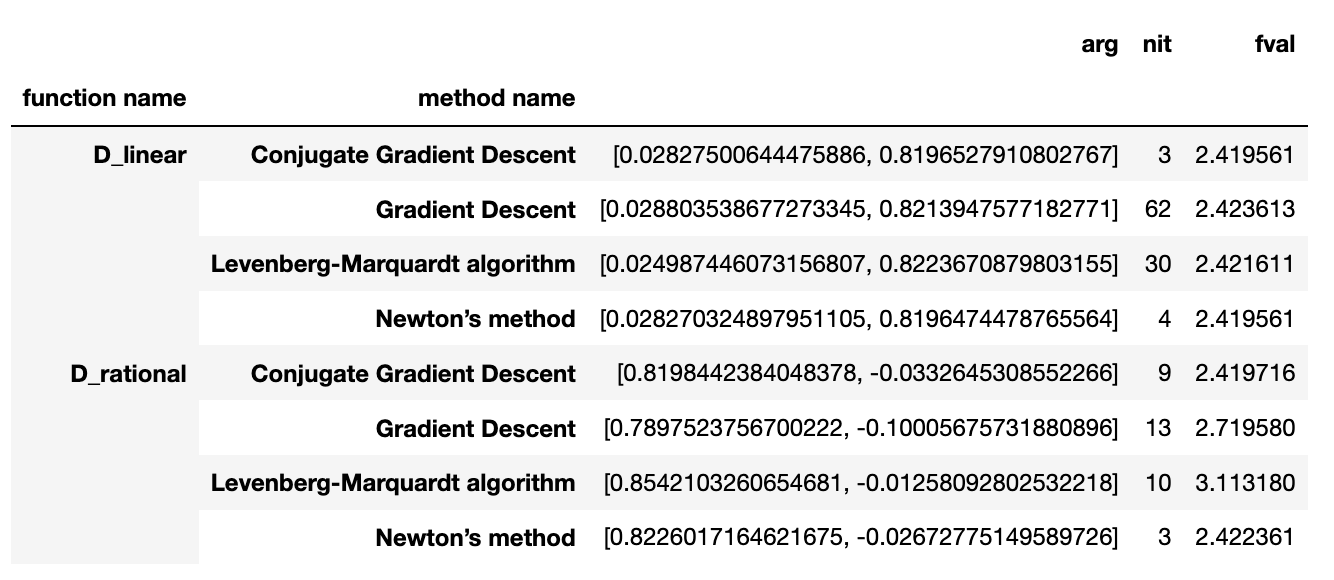 arg nit fval
function name method name
D_linear Conjugate Gradient Descent [0.02827500644475886, 0.8196527910802767] 3 2.419561
Gradient Descent [0.028803538677273345, 0.8213947577182771] 62 2.423613
Levenberg-Marquardt algorithm [0.024987446073156807, 0.8223670879803155] 30 2.421611
Newton’s method [0.028270324897951105, 0.8196474478765564] 4 2.419561
D_rational Conjugate Gradient Descent [0.8198442384048378, -0.0332645308552266] 9 2.419716
Gradient Descent [0.7897523756700222, -0.10005675731880896] 13 2.719580
Levenberg-Marquardt algorithm [0.8542103260654681, -0.01258092802532218] 10 3.113180
Newton’s method [0.8226017164621675, -0.02672775149589726] 3 2.422361